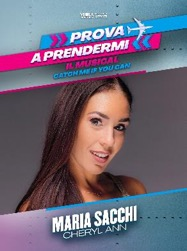 PROVA
A PRENDERMI
IL MUSICAL
CATCH ME IF YOU CAN
MARIA SACCHI
CHERYL ANN